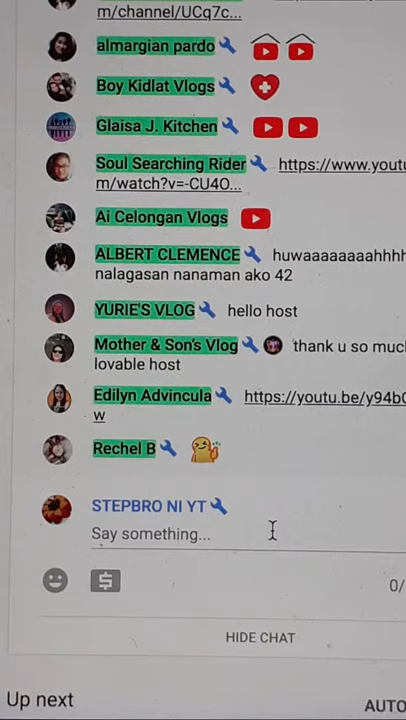 m/channel/UCq7c...
almargian pardo
Boy Kidlat Vlogs
Glaisa J. Kitchen
Soul Searching Rider https://www.yout
m/watch?v=-CU4O...
Ai Celongan Vlogs
ALBERT CLEMENCE huwaaaaaaaahhh
nalagasan nanaman ako 42
YURIE'S VLOG hello host
Mother & Son's Vlog thank u so muc
lovable host
Edilyn Advincula https://youtu.be/y94b
w
Rechel B
STEPBRO NI YT
Say something...
0/
HIDE CHAT
Up next
AUTO